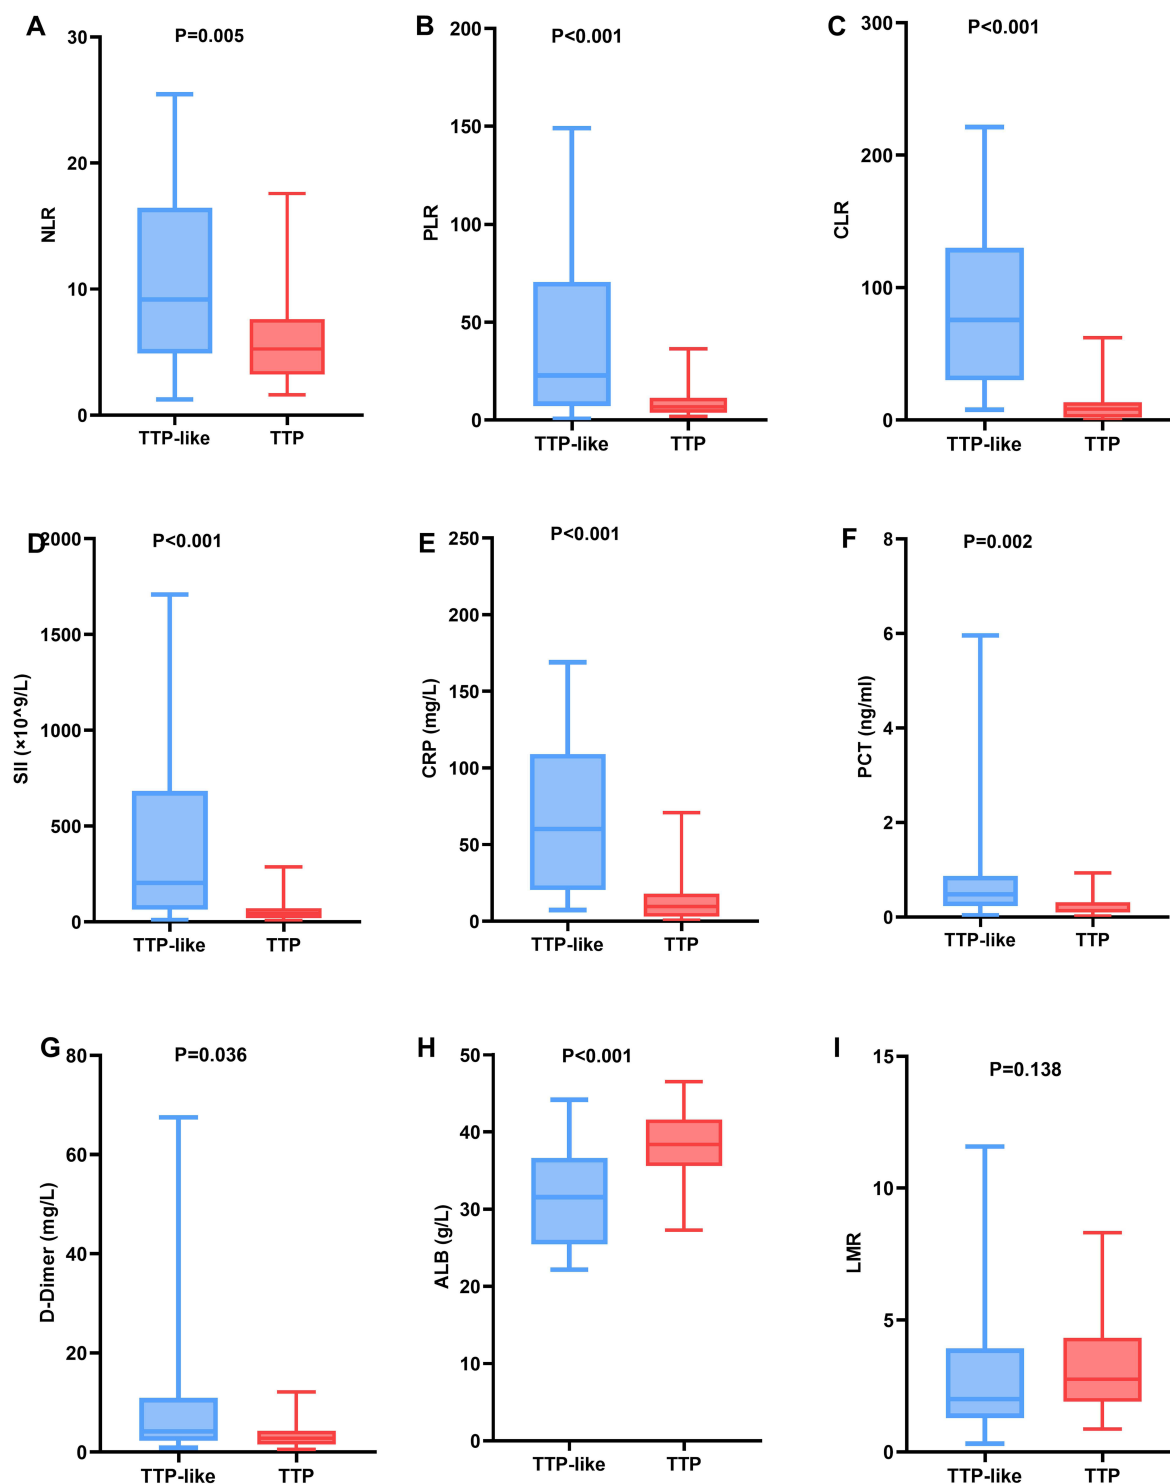 A
P=0.005
30
20
10
0
NLR
TTP-like
TTP
B
P<0.001
200
150
100
50
0
PLR
TTP-like
TTP
C
P<0.001
300
200
100
0
CLR
TTP-like
TTP
D
P<0.001
2000
1500
1000
500
0
SII (×10^9/L)
TTP-like
TTP
E
P<0.001
250
200
150
100
50
0
CRP (mg/L)
TTP-like
TTP
F
P=0.002
8
6
4
2
0
PCT (ng/ml)
TTP-like
TTP
G
P=0.036
80
60
40
20
0
D-Dimer (mg/L)
TTP-like
TTP
H
P<0.001
50
40
30
20
10
0
ALB (g/L)
TTP-like
TTP
I
P=0.138
15
10
5
0
LMR
TTP-like
TTP